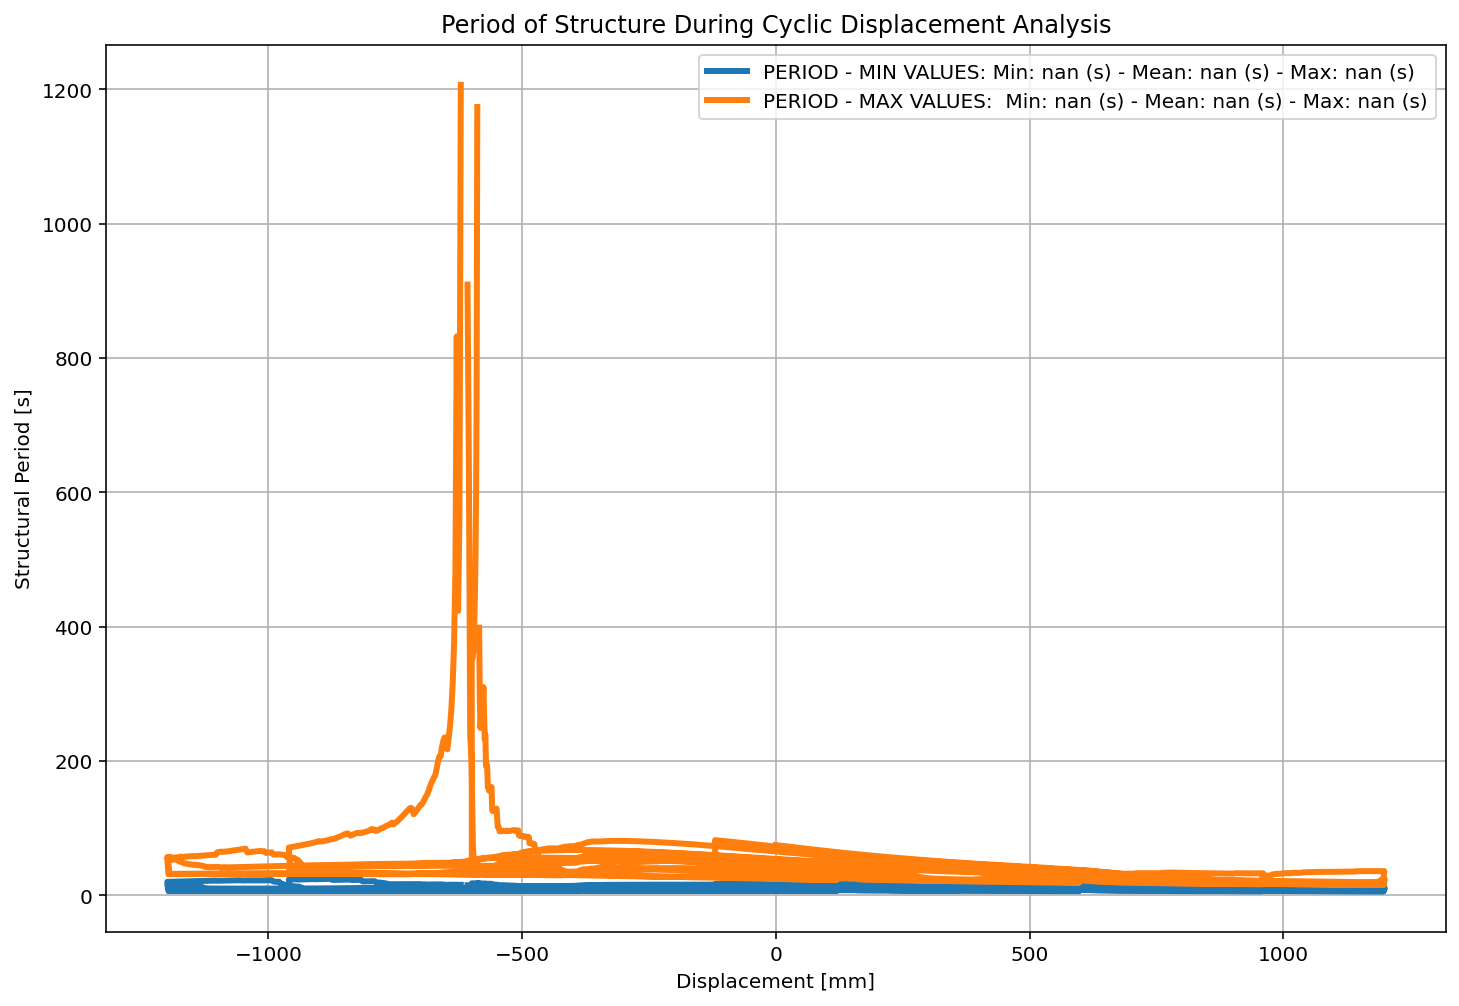 Period of Structure During Cyclic Displacement Analysis
PERIOD - MIN VALUES: Min: nan (s) - Mean: nan (s) - Max: nan (s)
PERIOD - MAX VALUES:  Min: nan (s) - Mean: nan (s) - Max: nan (s)
Structural Period [s]
1200
1000
800
600
400
200
0
−1000 −500 0 500 1000
Displacement [mm]